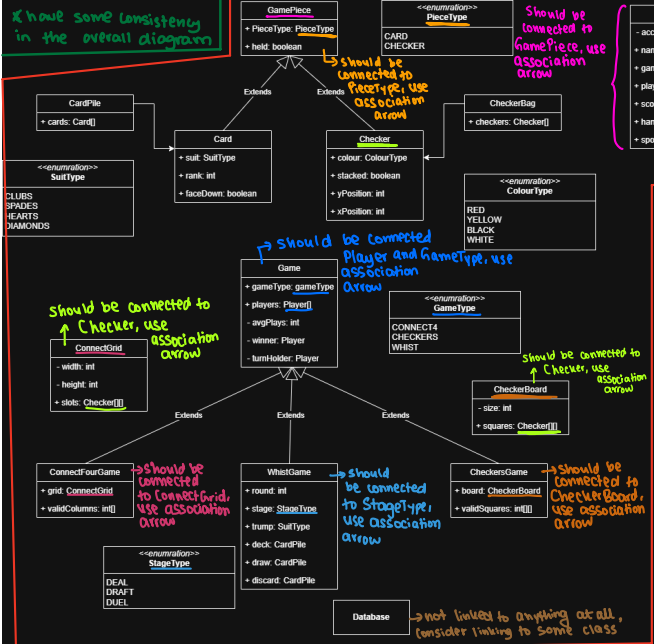 * have some consistency
in the overall diagram
GamePiece
+ PieceType: PieceType
+ held: boolean
<<enumration>>
PieceType
CARD
CHECKER
Should be
connected to
GamePiece, use
association
arrow
- acc
+ nam
+ gam
+ play
+ sco
+ han
+ spo
should be
connected to
PieceType, use
association
arrow
Extends
Extends
CardPile
+ cards: Card[]
Card
+ suit: SuitType
+ rank: int
+ faceDown: boolean
Checker
+ colour: ColourType
+ stacked: boolean
+ yPosition: int
+ xPosition: int
CheckerBag
+ checkers: Checker[]
<<enumration>>
SuitType
CLUBS
SPADES
HEARTS
DIAMONDS
<<enumration>>
ColourType
RED
YELLOW
BLACK
WHITE
should be connected
Player and GameType, use
association
arrow
Game
+ gameType: gameType
+ players: Player[]
- avgPlays: int
- winner: Player
- turnHolder: Player
<<enumration>>
GameType
CONNECT4
CHECKERS
WHIST
should be connected to
Checker, use
association
arrow
ConnectGrid
- width: int
- height: int
+ slots: Checker[][]
should be connected to
Checker, use
association
arrow
CheckerBoard
- size: int
+ squares: Checker[][]
Extends
Extends
Extends
ConnectFourGame
+ grid: ConnectGrid
+ validColumns: int[]
should be
connected
to ConnectGrid,
use association
arrow
WhistGame
+ round: int
+ stage: StageType
+ trump: SuitType
+ deck: CardPile
+ draw: CardPile
+ discard: CardPile
should
be connected
to StageType,
use association
arrow
CheckersGame
+ board: CheckerBoard
+ validSquares: int[][]
should be
connected to
CheckerBoard,
use association
arrow
<<enumration>>
StageType
DEAL
DRAFT
DUEL
Database
not linked to anything at all,
consider linking to some class